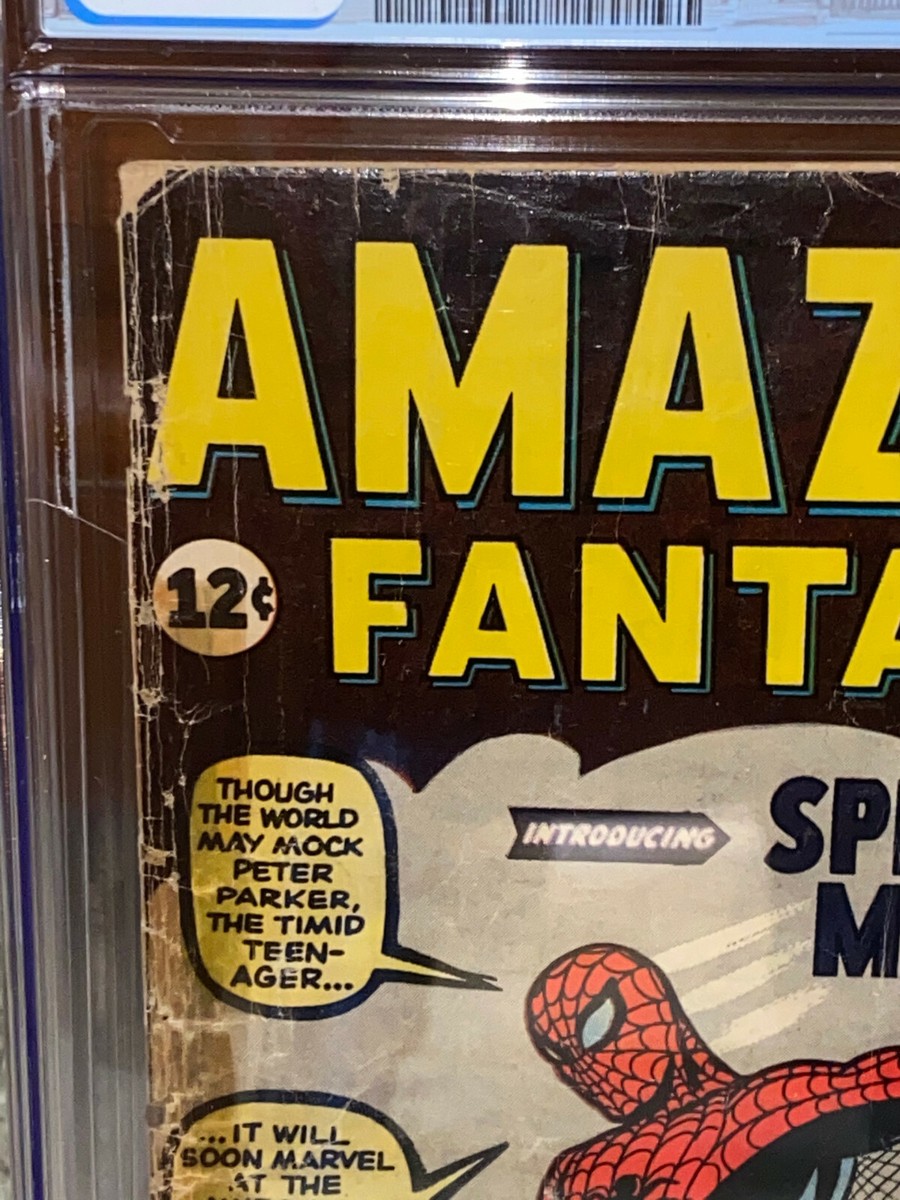 AMAZ
FANTA
12¢
INTRODUCING
SPI
M
THOUGH
THE WORLD
MAY MOCK
PETER
PARKER,
THE TIMID
TEEN-
AGER...
...IT WILL
SOON MARVEL
AT THE